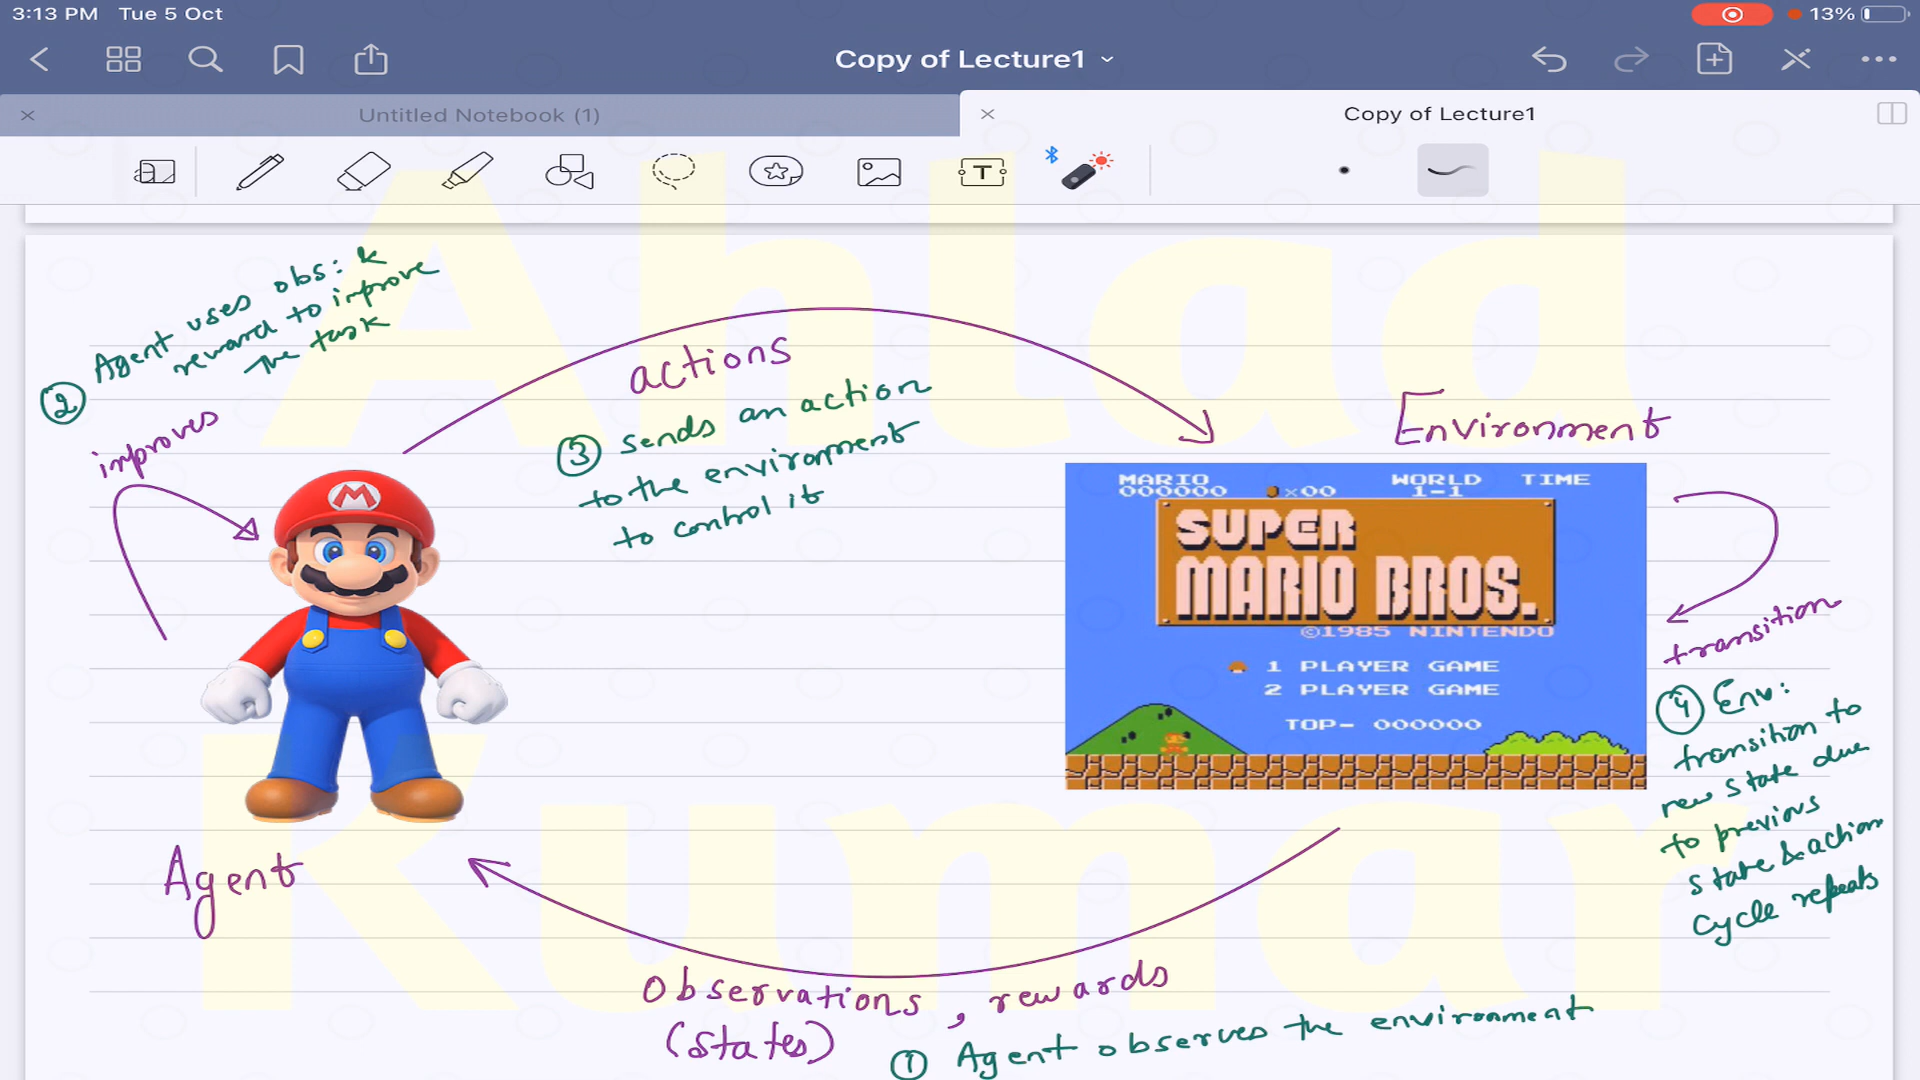 3:13 PM Tue 5 Oct
13%
Copy of Lecture1
Untitled Notebook (1)
Copy of Lecture1
T
Ahlad
Kumar
Agent uses obs: &
reward to improve
the task
2
improves
actions
3 sends an action
to the environment
to control it
Environment
MARIO WORLD TIME
000000 ×00 1-1
SUPER
MARIO BROS.
©1985 NINTENDO
1 PLAYER GAME
2 PLAYER GAME
TOP- 000000
M
transition
4 Env:
transition to
new state due
to previous
state & action
cycle repeats
Agent
observations, rewards
(states)
1 Agent observes the environment